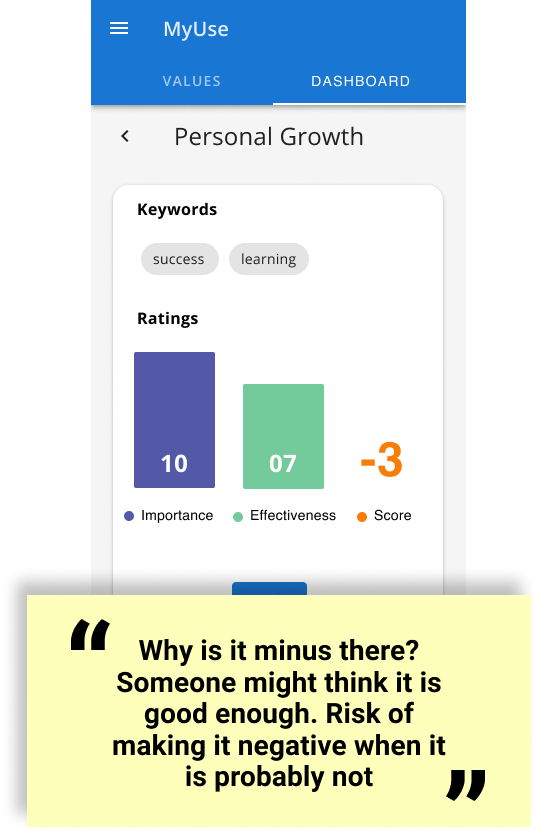 MyUse
VALUES DASHBOARD
Personal Growth
Keywords
success learning
Ratings
10 07 -3
Importance Effectiveness Score
“ Why is it minus there?
Someone might think it is
good enough. Risk of
making it negative when it
is probably not ”